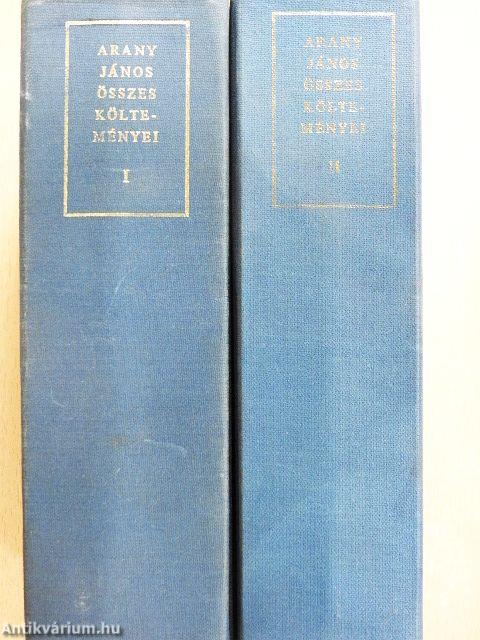 ARANY
JÁNOS
ÖSSZES
KÖLTE-
MÉNYEI
I
ARANY
JÁNOS
ÖSSZES
KÖLTE-
MÉNYEI
II
Antikvárium.hu